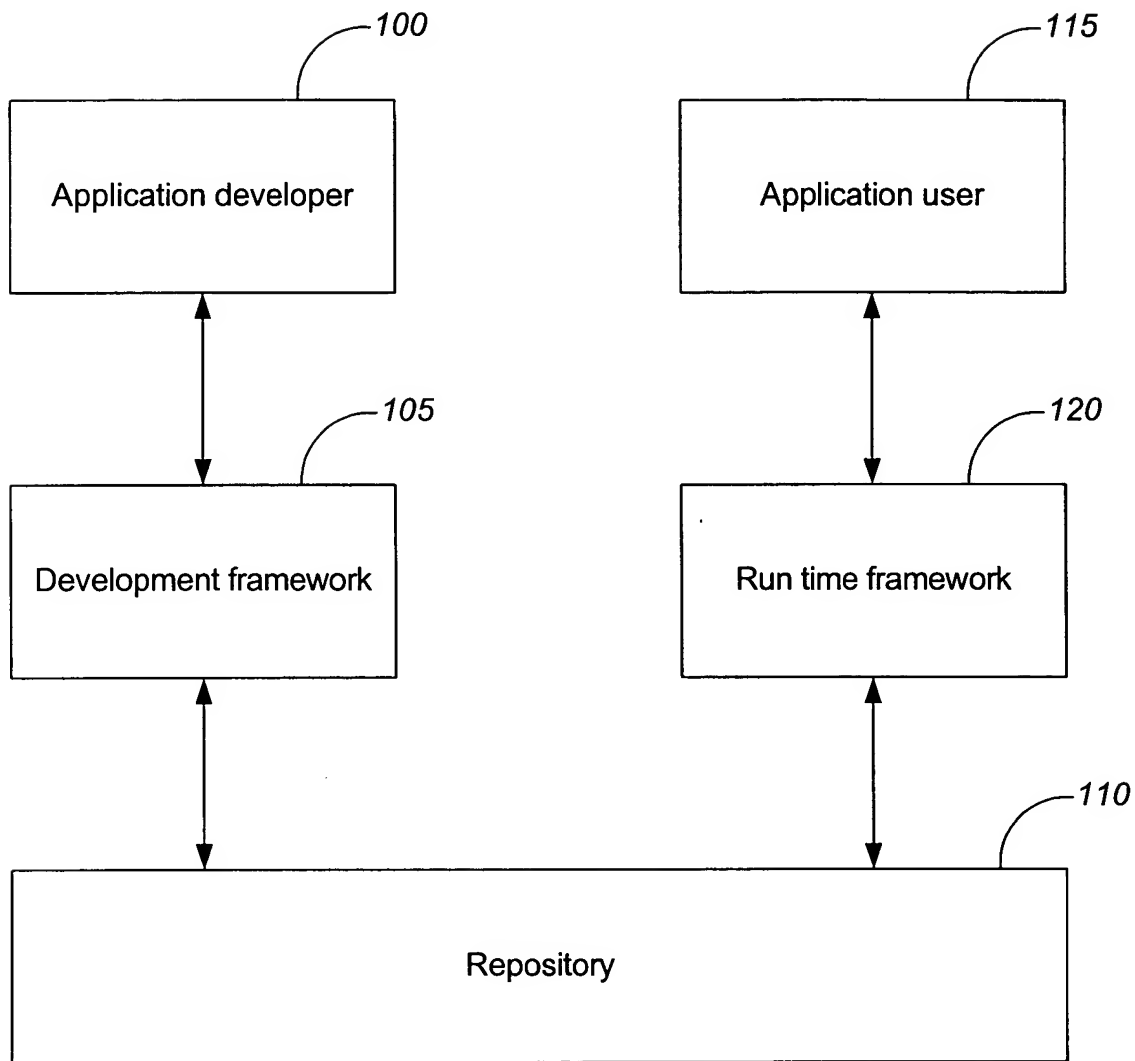 100
115
Application developer
Application user
105
120
Development framework
Run time framework
110
Repository